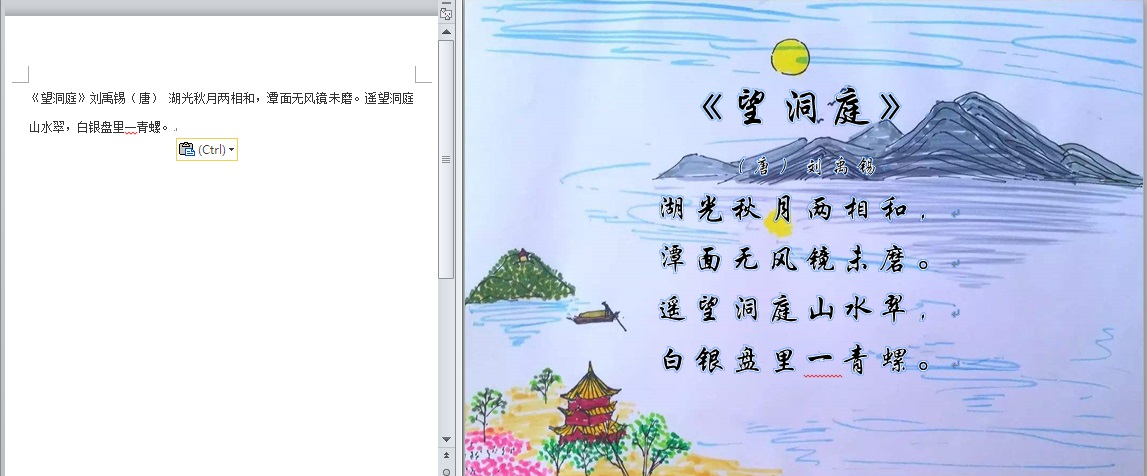 《望洞庭》刘禹锡（唐） 湖光秋月两相和，潭面无风镜未磨。遥望洞庭
山水翠，白银盘里一青螺。
(Ctrl)
《望洞庭》
（唐）刘禹锡
湖光秋月两相和，
潭面无风镜未磨。
遥望洞庭山水翠，
白银盘里一青螺。